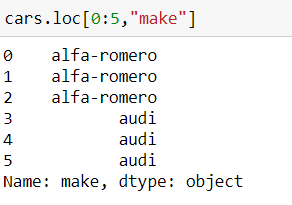 cars.loc[0:5,"make"]
0    alfa-romero
1    alfa-romero
2    alfa-romero
3           audi
4           audi
5           audi
Name: make, dtype: object